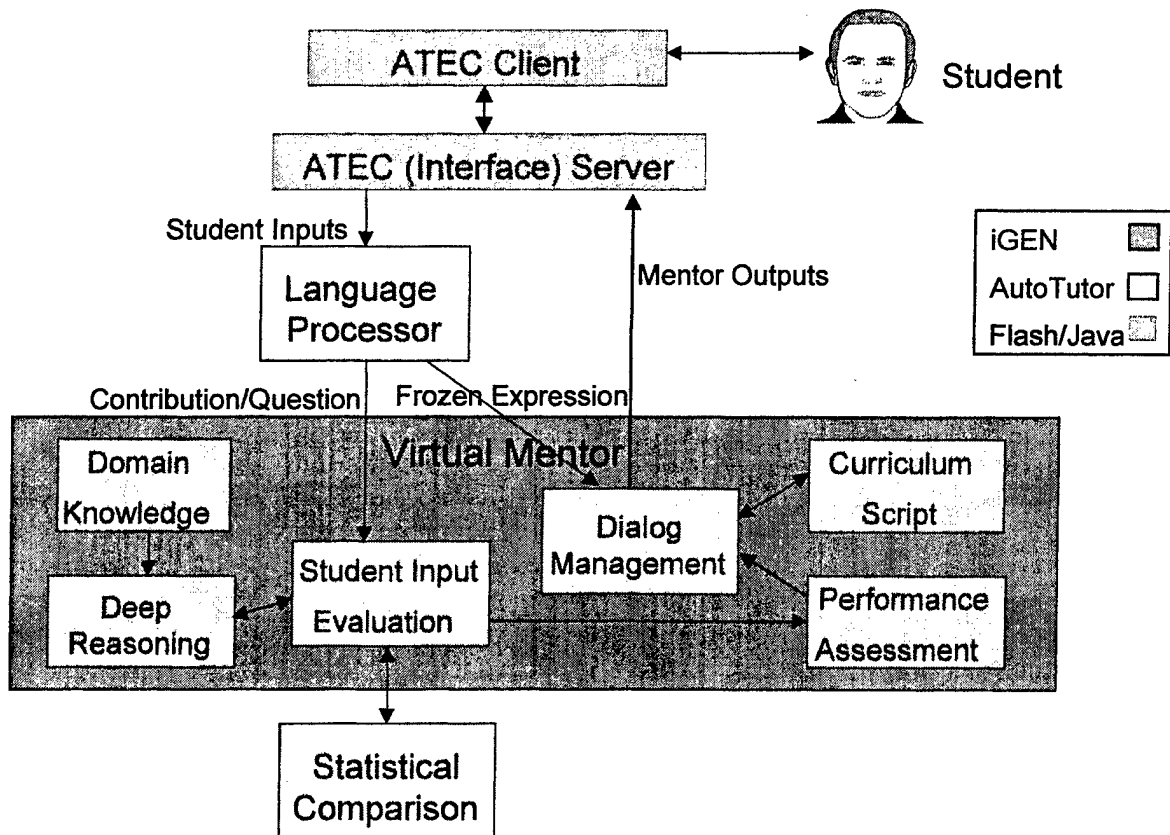 ATEC Client
Student
ATEC (Interface) Server
Student Inputs
Mentor Outputs
iGEN
AutoTutor
Flash/Java
Language
Processor
Contribution/Question
Frozen Expression
Virtual Mentor
Domain
Knowledge
Curriculum
Script
Dialog
Management
Student Input
Evaluation
Deep
Reasoning
Performance
Assessment
Statistical
Comparison